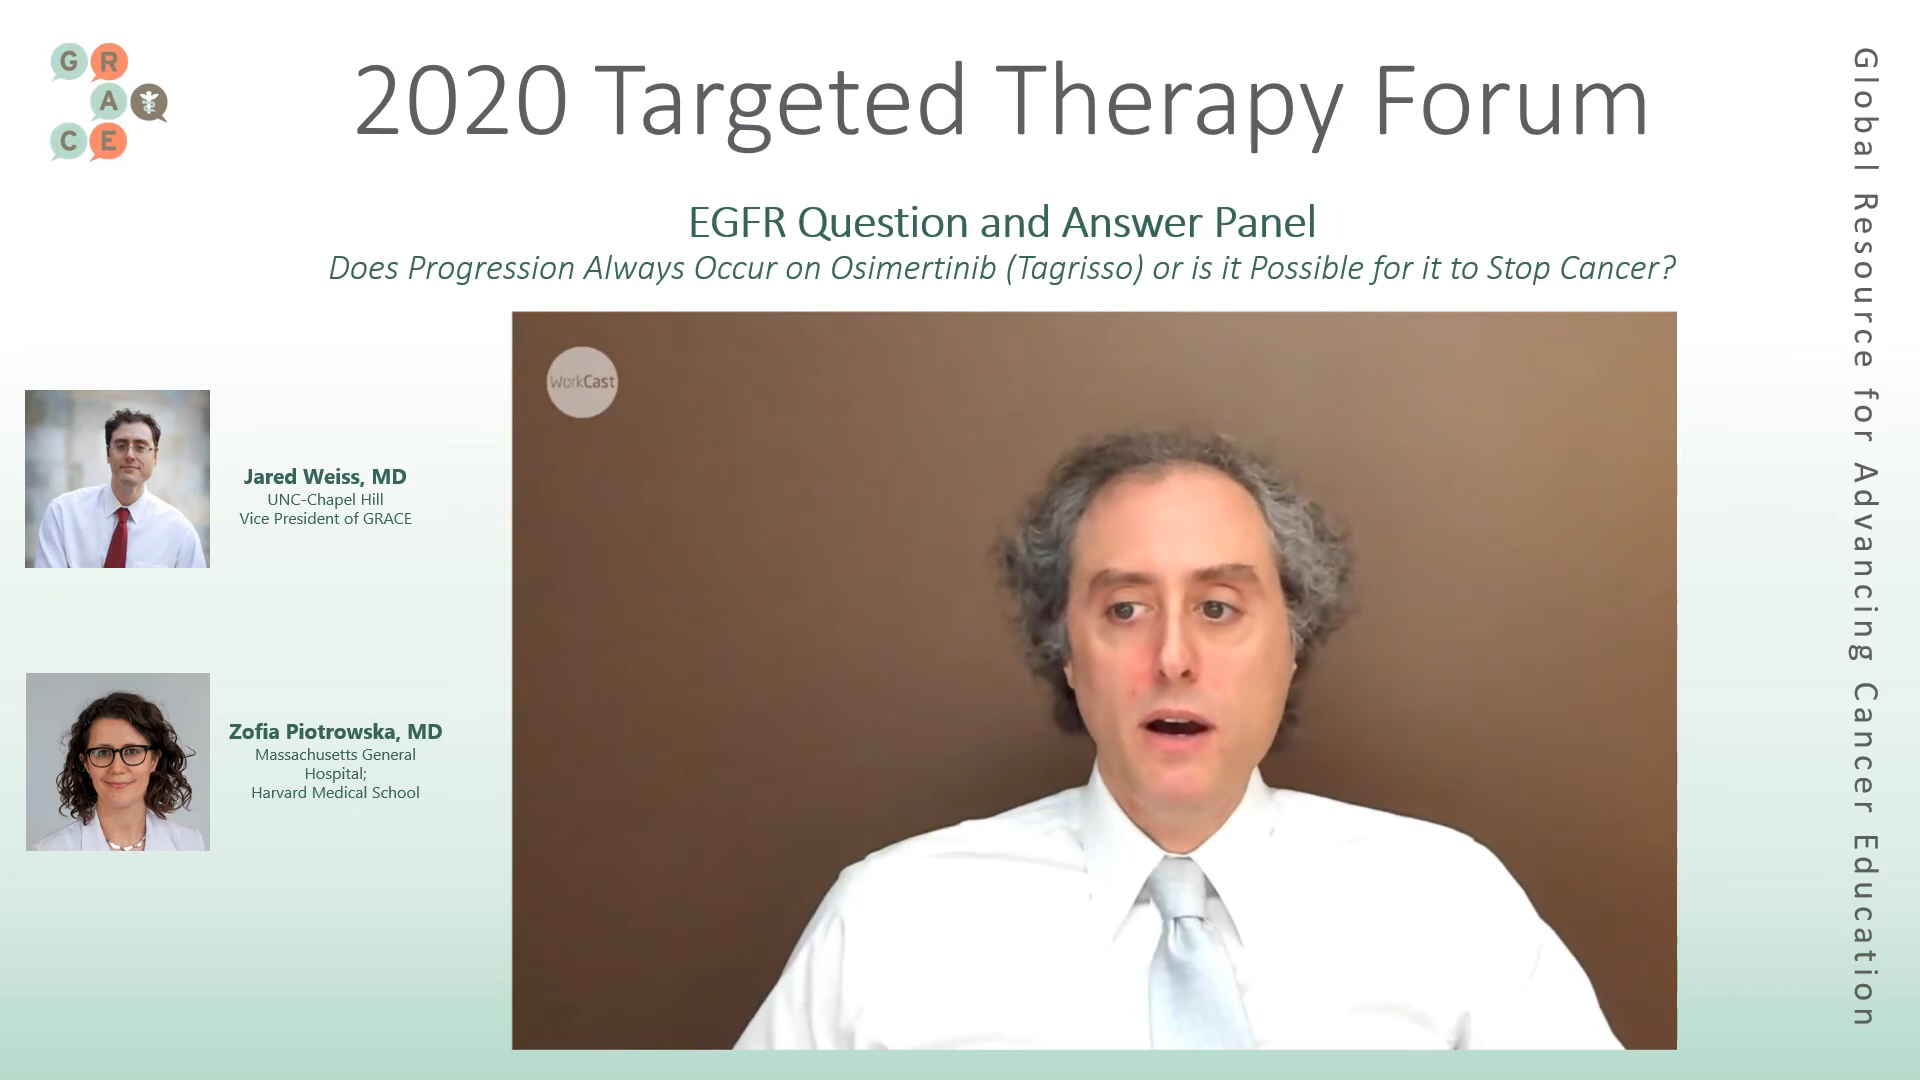 G R
A
C E
2020 Targeted Therapy Forum
EGFR Question and Answer Panel
Does Progression Always Occur on Osimertinib (Tagrisso) or is it Possible for it to Stop Cancer?
WorkCast
Jared Weiss, MD
UNC-Chapel Hill
Vice President of GRACE
Zofia Piotrowska, MD
Massachusetts General
Hospital;
Harvard Medical School
Global Resource for Advancing Cancer Education